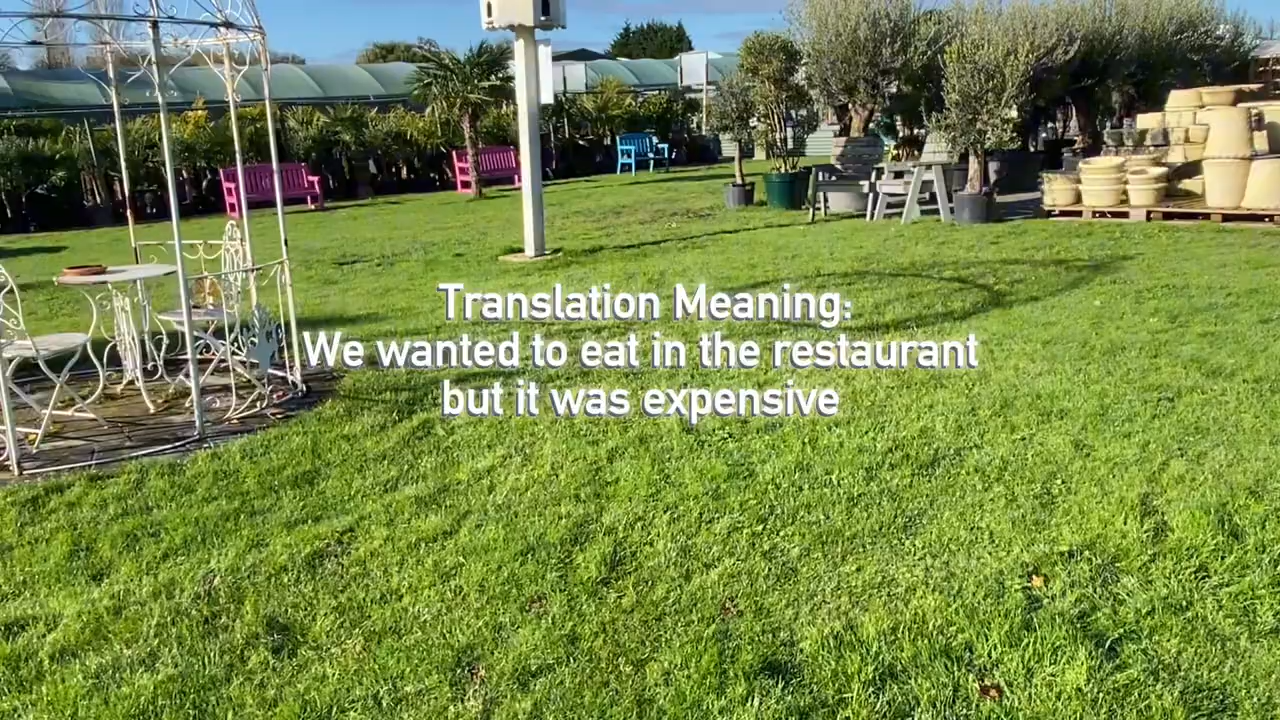 Translation Meaning:
We wanted to eat in the restaurant
but it was expensive